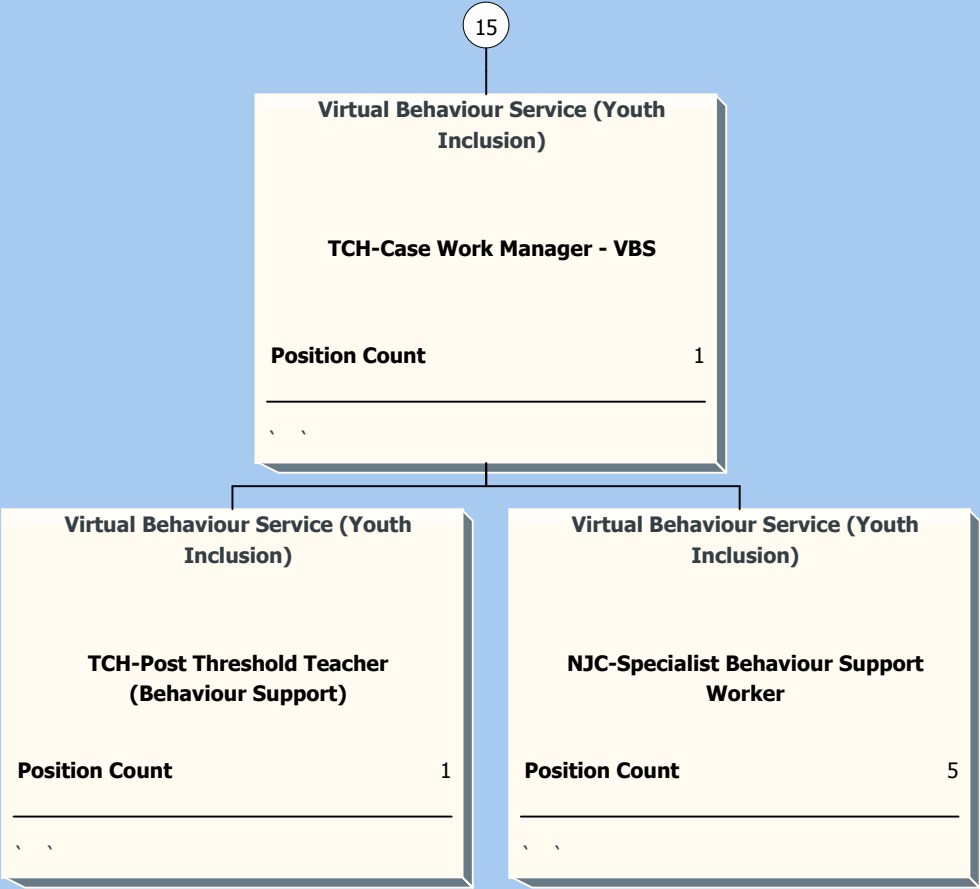 15
Virtual Behaviour Service (Youth
Inclusion)
TCH-Case Work Manager - VBS
Position Count 1
` `
Virtual Behaviour Service (Youth
Inclusion)
TCH-Post Threshold Teacher
(Behaviour Support)
Position Count 1
` `
Virtual Behaviour Service (Youth
Inclusion)
NJC-Specialist Behaviour Support
Worker
Position Count 5
` `